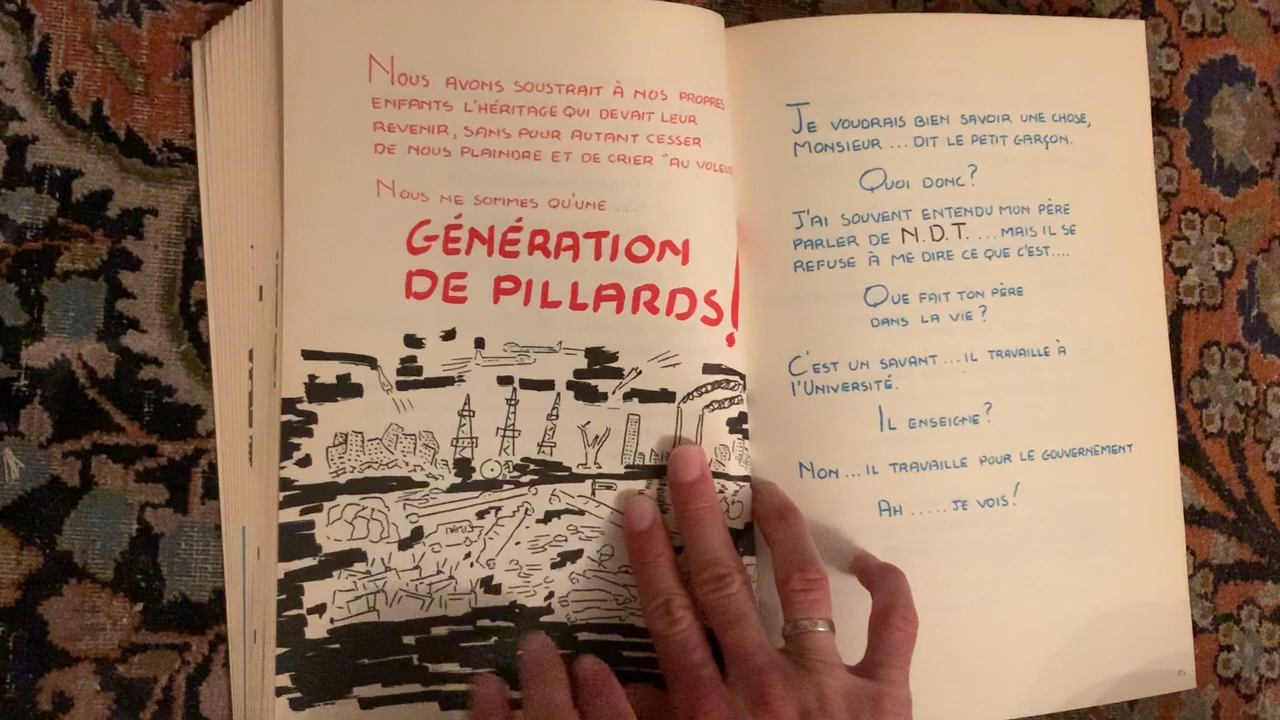 Nous avons soustrait à nos propres
enfants l'héritage qui devait leur
revenir, sans pour autant cesser
de nous plaindre et de crier "au voleu
Nous ne sommes qu'une ...
GÉNÉRATION
DE PILLARDS!
Je voudrais bien savoir une chose,
Monsieur ... dit le petit garçon.
Quoi donc?
J'ai souvent entendu mon père
parler de N.D.T. .... mais il se
refuse à me dire ce que c'est....
Que fait ton père
dans la vie?
C'est un savant ... il travaille à
l'Université.
Il enseigne?
Non ... il travaille pour le gouvernement
Ah ..... je vois!